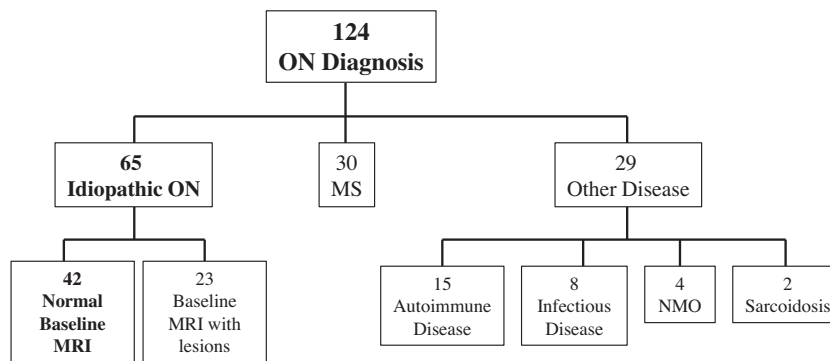 124
ON Diagnosis
65
Idiopathic ON
30
MS
29
Other Disease
42
Normal
Baseline
MRI
23
Baseline
MRI with
lesions
15
Autoimmune
Disease
8
Infectious
Disease
4
NMO
2
Sarcoidosis